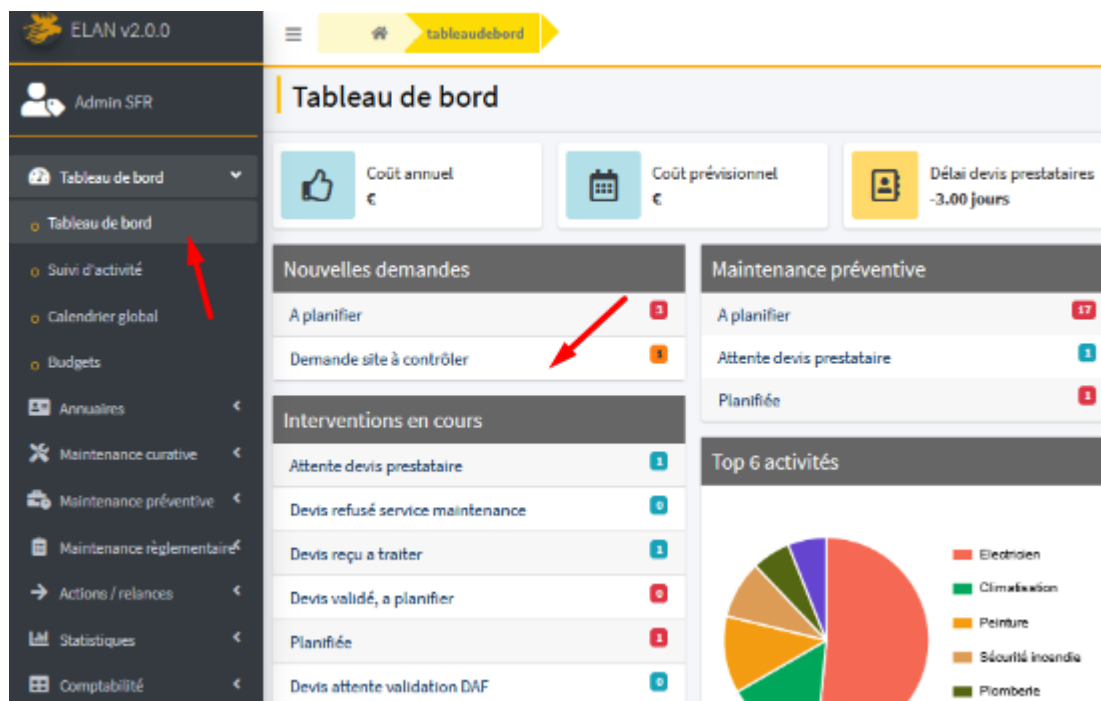 ELAN v2.0.0
tableaudebord
Admin SFR
Tableau de bord
Tableau de bord
Suivi d'activité
Calendrier global
Budgets
Annuaires
Maintenance curative
Maintenance préventive
Maintenance règlementaire
Actions / relances
Statistiques
Comptabilité
Tableau de bord
Coût annuel
€
Coût prévisionnel
€
Délai devis prestataires
-3.00 jours
Nouvelles demandes
A planifier 3
Demande site à contrôler
Interventions en cours
Attente devis prestataire 1
Devis refusé service maintenance 0
Devis reçu a traiter 1
Devis validé, a planifier 0
Planifiée 1
Devis attente validation DAF 0
Maintenance préventive
A planifier 17
Attente devis prestataire 1
Planifiée 1
Top 6 activités
Electricien
Climatisation
Peinture
Sécurité incendie
Plomberie